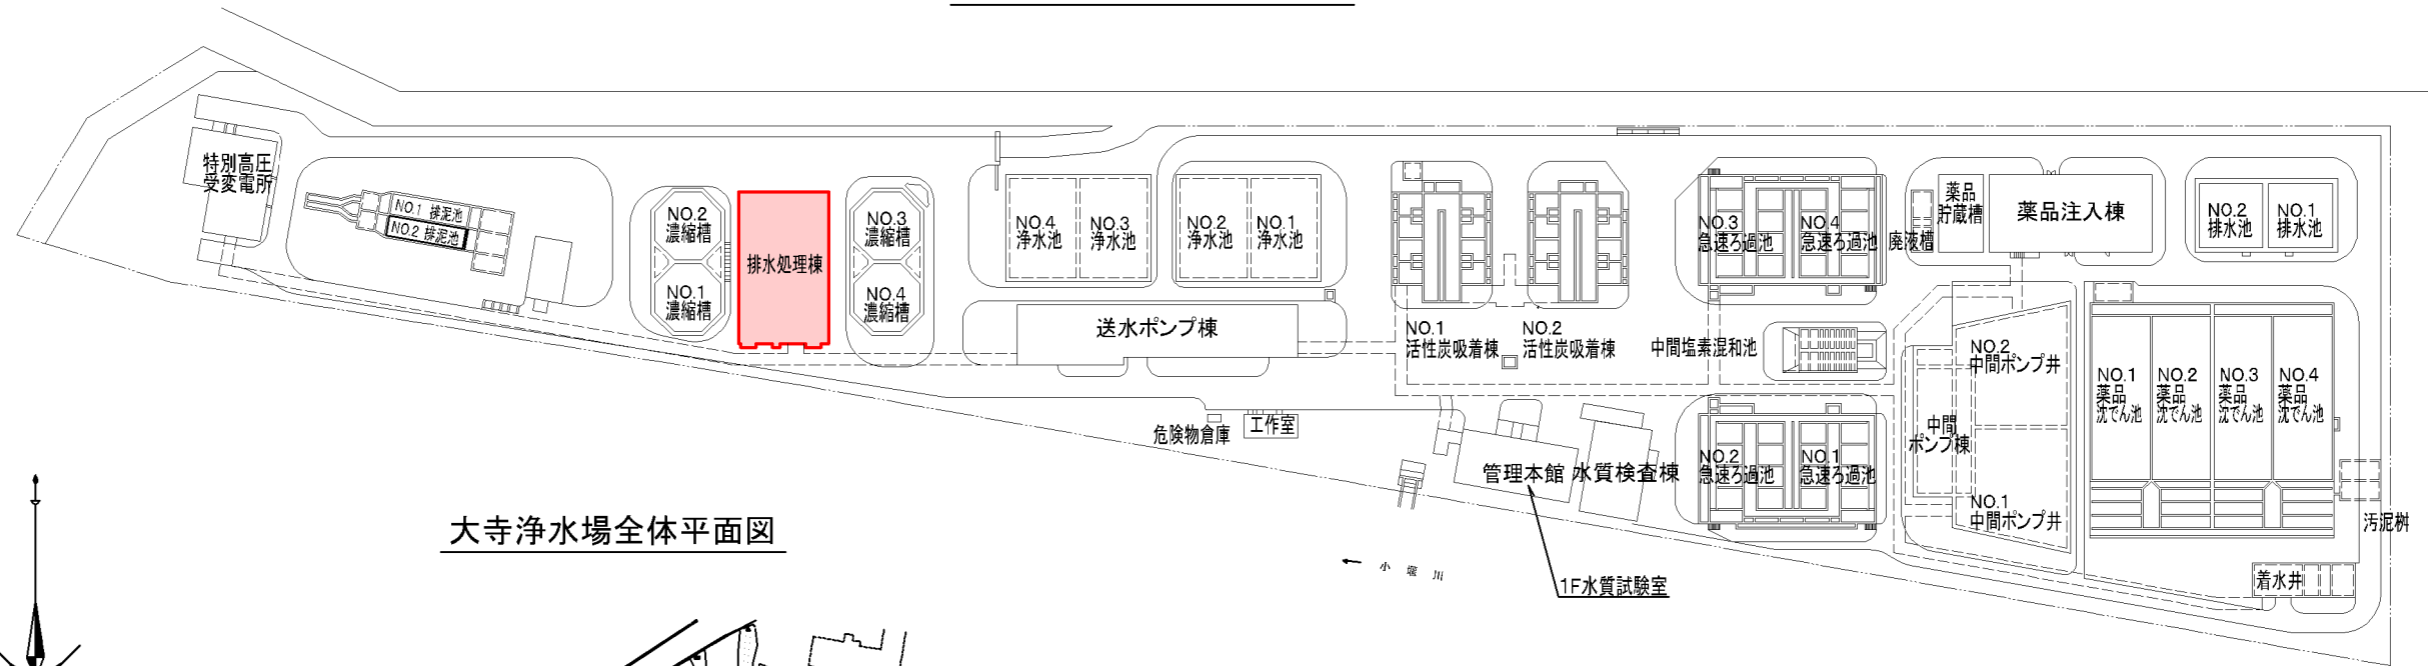 特別高圧
受変電所
NO.1 排泥池
NO.2 排泥池
NO.2
濃縮槽
NO.1
濃縮槽
排水処理棟
NO.3
濃縮槽
NO.4
濃縮槽
NO.4
浄水池
NO.3
浄水池
NO.2
浄水池
NO.1
浄水池
送水ポンプ棟
NO.1
活性炭吸着棟
NO.2
活性炭吸着棟
NO.3
急速ろ過池
NO.4
急速ろ過池
廃液槽
薬品
貯蔵槽
薬品注入棟
NO.2
排水池
NO.1
排水池
中間塩素混和池
NO.2
中間ポンプ井
中間
ポンプ棟
NO.1
中間ポンプ井
NO.1
薬品
沈でん池
NO.2
薬品
沈でん池
NO.3
薬品
沈でん池
NO.4
薬品
沈でん池
危険物倉庫
工作室
管理本館
水質検査棟
NO.2
急速ろ過池
NO.1
急速ろ過池
汚泥桝
着水井
1F水質試験室
小堀川
大寺浄水場全体平面図